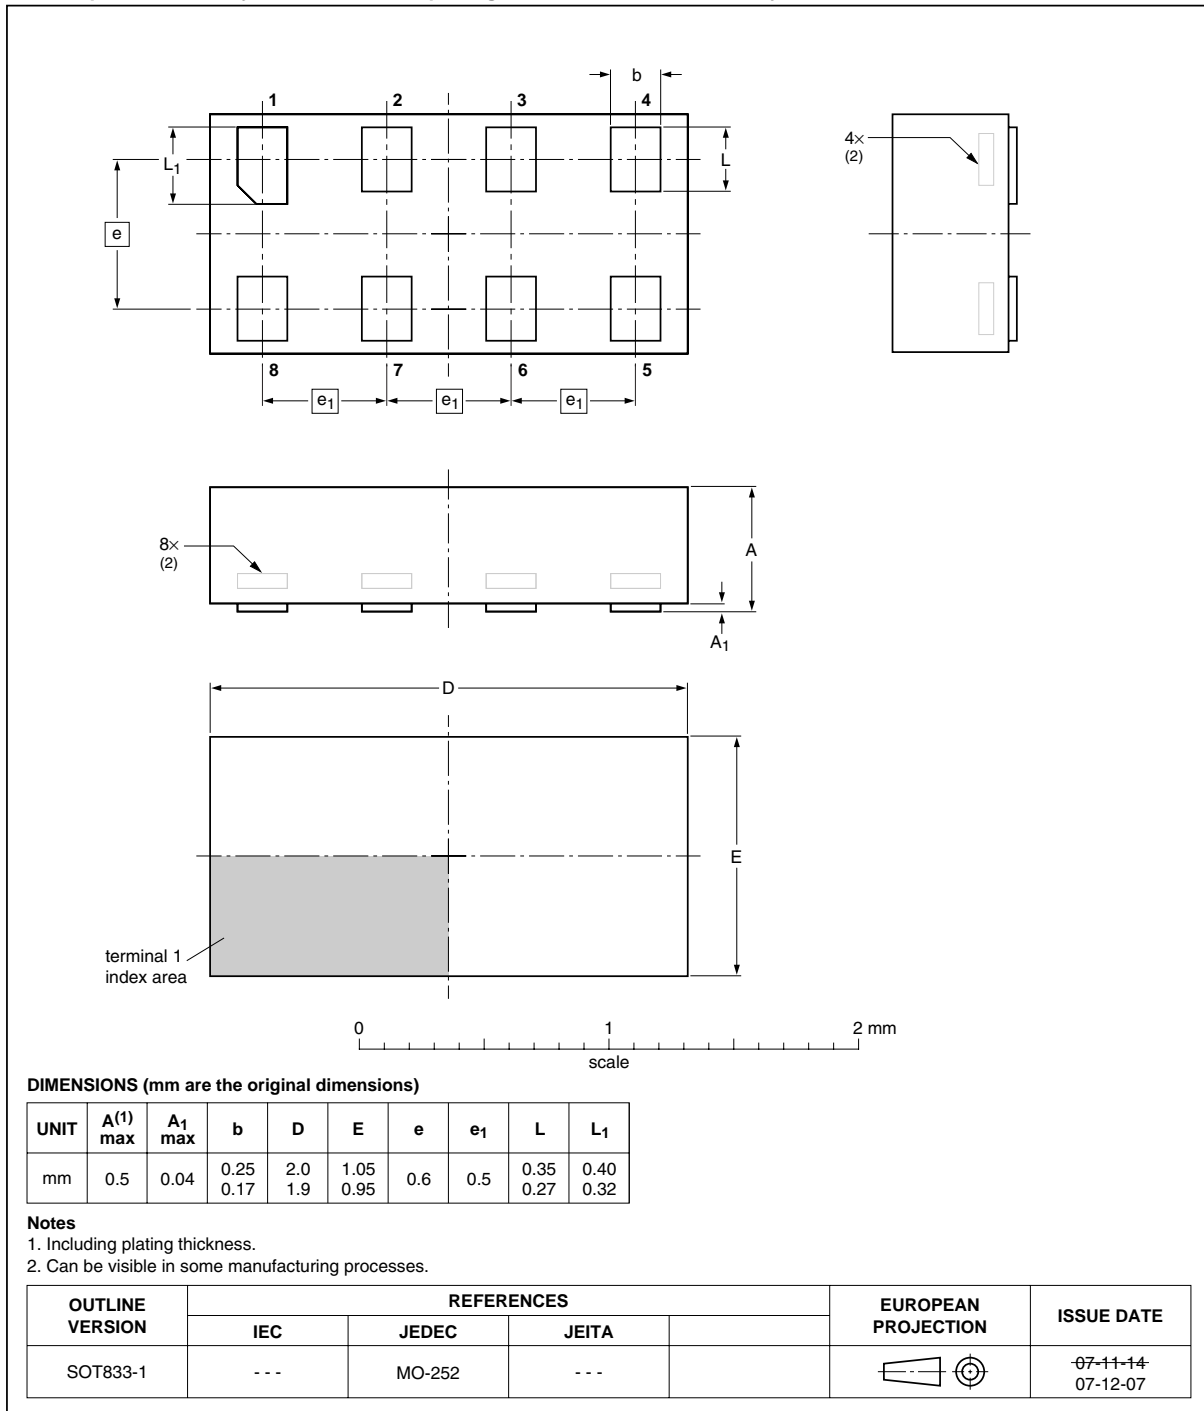 1 2 3 4
b
L1
L
4×
(2)
e
8 7 6 5
e1 e1 e1
8×
(2)
A
A1
D
E
terminal 1
index area
0 1 2 mm
scale
DIMENSIONS (mm are the original dimensions)
UNIT A(1) max A1 max b D E e e1 L L1
mm 0.5 0.04 0.25 0.17 2.0 1.9 1.05 0.95 0.6 0.5 0.35 0.27 0.40 0.32
Notes
1. Including plating thickness.
2. Can be visible in some manufacturing processes.
OUTLINE VERSION REFERENCES EUROPEAN PROJECTION ISSUE DATE
IEC JEDEC JEITA
SOT833-1 - - - MO-252 - - - 07-11-14
07-12-07